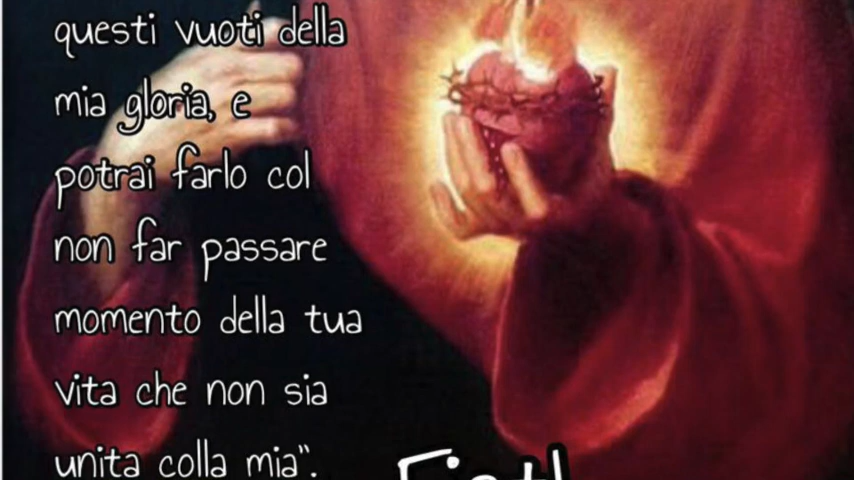 questi vuoti della
mia gloria, e
potrai farlo col
non far passare
momento della tua
vita che non sia
unita colla mia”.